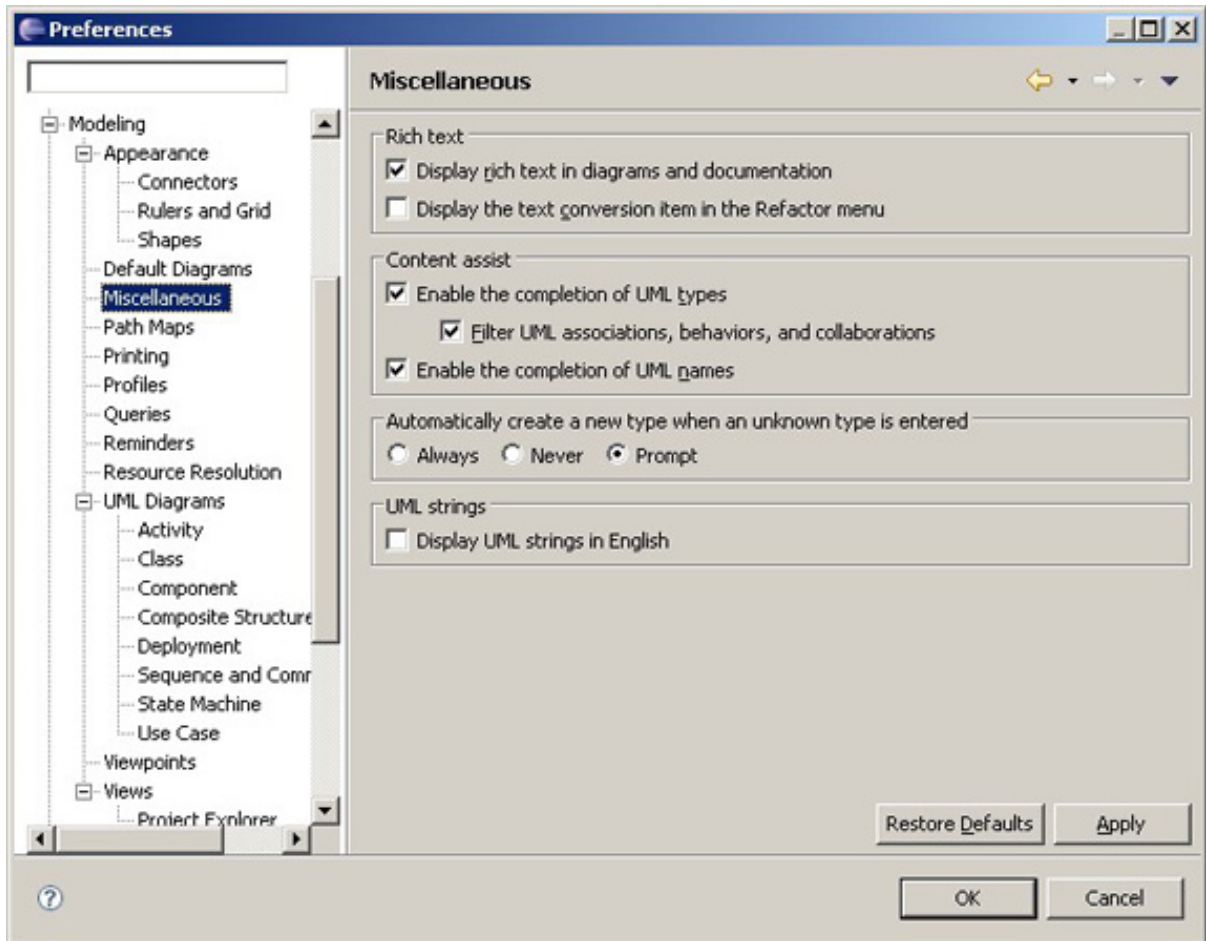 Preferences
Miscellaneous
Modeling
Appearance
Connectors
Rulers and Grid
Shapes
Default Diagrams
Miscellaneous
Path Maps
Printing
Profiles
Queries
Reminders
Resource Resolution
UML Diagrams
Activity
Class
Component
Composite Structure
Deployment
Sequence and Comm
State Machine
Use Case
Viewpoints
Views
Project Explorer
Rich text
Display rich text in diagrams and documentation
Display the text conversion item in the Refactor menu
Content assist
Enable the completion of UML types
Filter UML associations, behaviors, and collaborations
Enable the completion of UML names
Automatically create a new type when an unknown type is entered
Always Never Prompt
UML strings
Display UML strings in English
Restore Defaults Apply
? OK Cancel